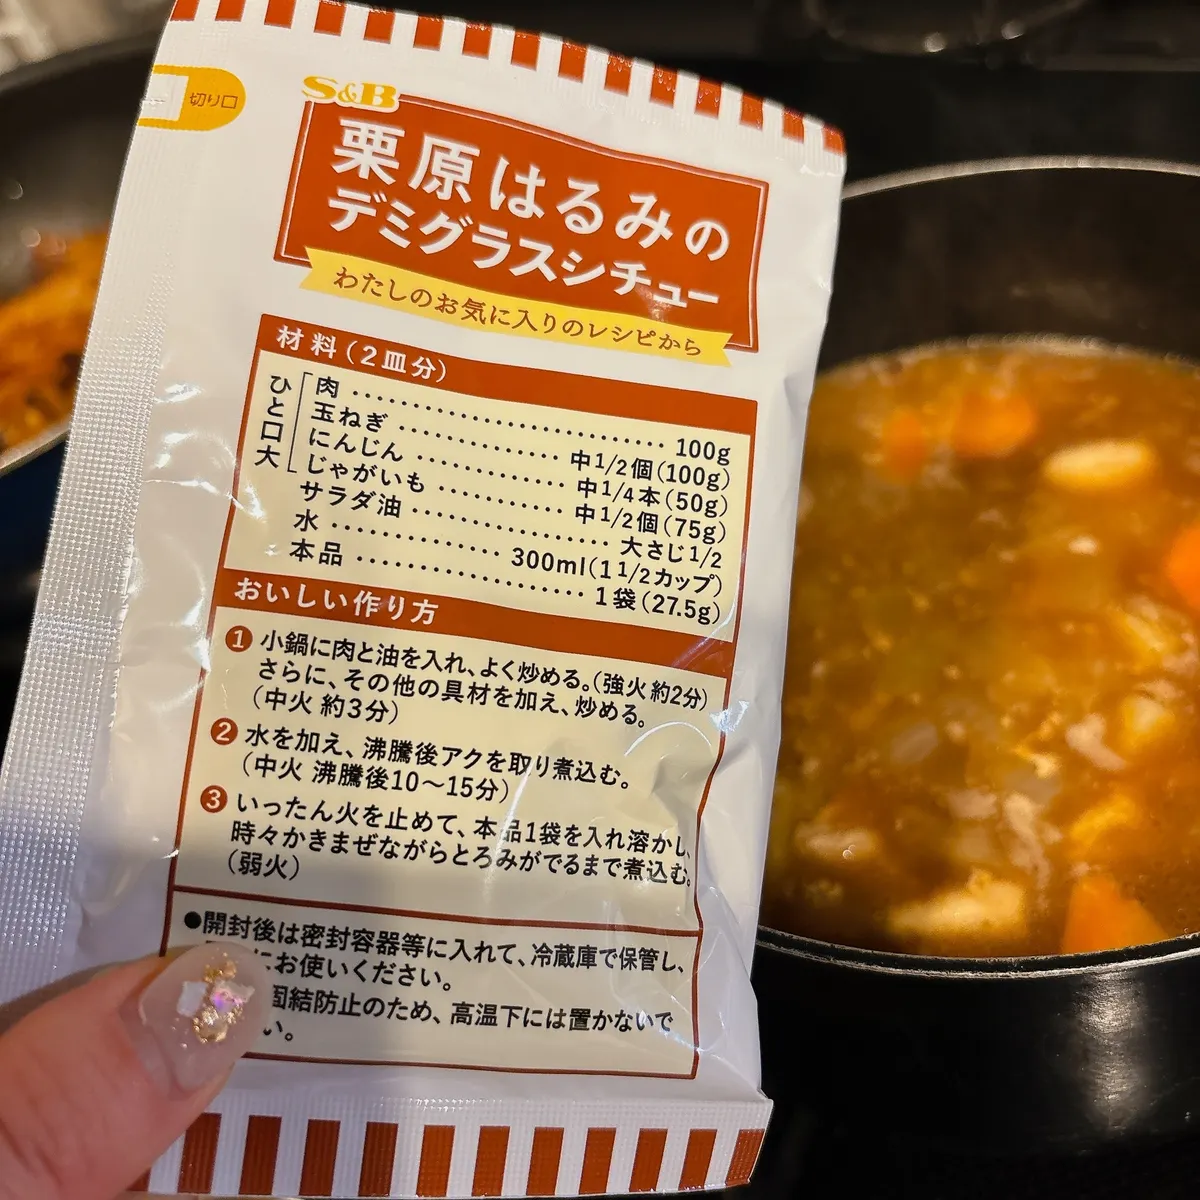 切り口
S&B
栗原はるみの
デミグラスシチュー
わたしのお気に入りのレシピから
材料(2皿分)
ひと口大
肉 100g
玉ねぎ 中1/2個(100g)
にんじん 中1/4本(50g)
じゃがいも 中1/2個(75g)
サラダ油 大さじ1/2
水 300ml(1 1/2カップ)
本品 1袋(27.5g)
おいしい作り方
1 小鍋に肉と油を入れ、よく炒める。(強火 約2分)
さらに、その他の具材を加え、炒める。
(中火 約3分)
2 水を加え、沸騰後アクを取り煮込む。
(中火 沸騰後10〜15分)
3 いったん火を止めて、本品1袋を入れ溶かし、
時々かきまぜながらとろみがでるまで煮込む。
(弱火)
●開封後は密封容器等に入れて、冷蔵庫で保管し、
にお使いください。
固結防止のため、高温下には置かないで
い。